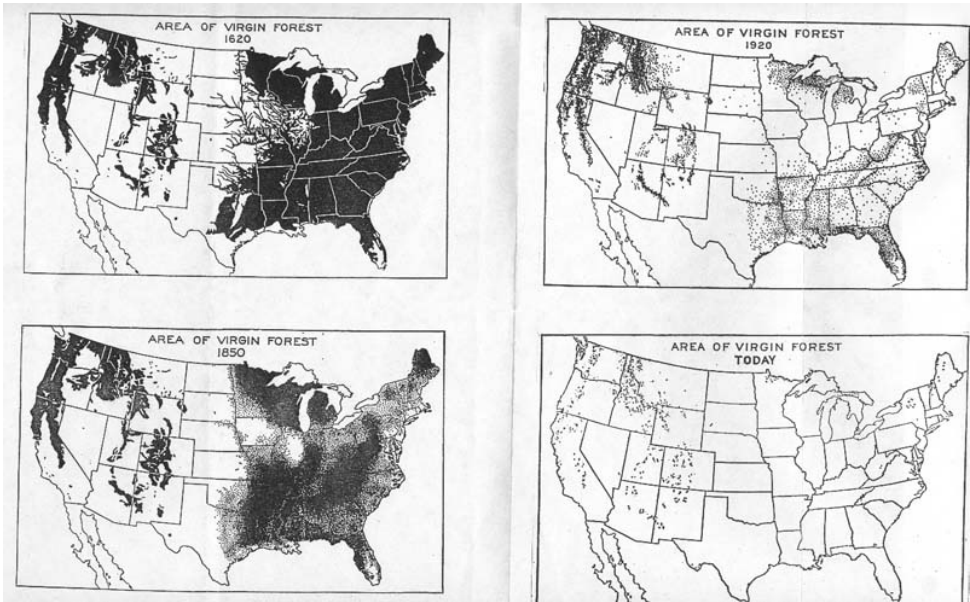 AREA OF VIRGIN FOREST
1620
AREA OF VIRGIN FOREST
1920
AREA OF VIRGIN FOREST
1850
AREA OF VIRGIN FOREST
TODAY